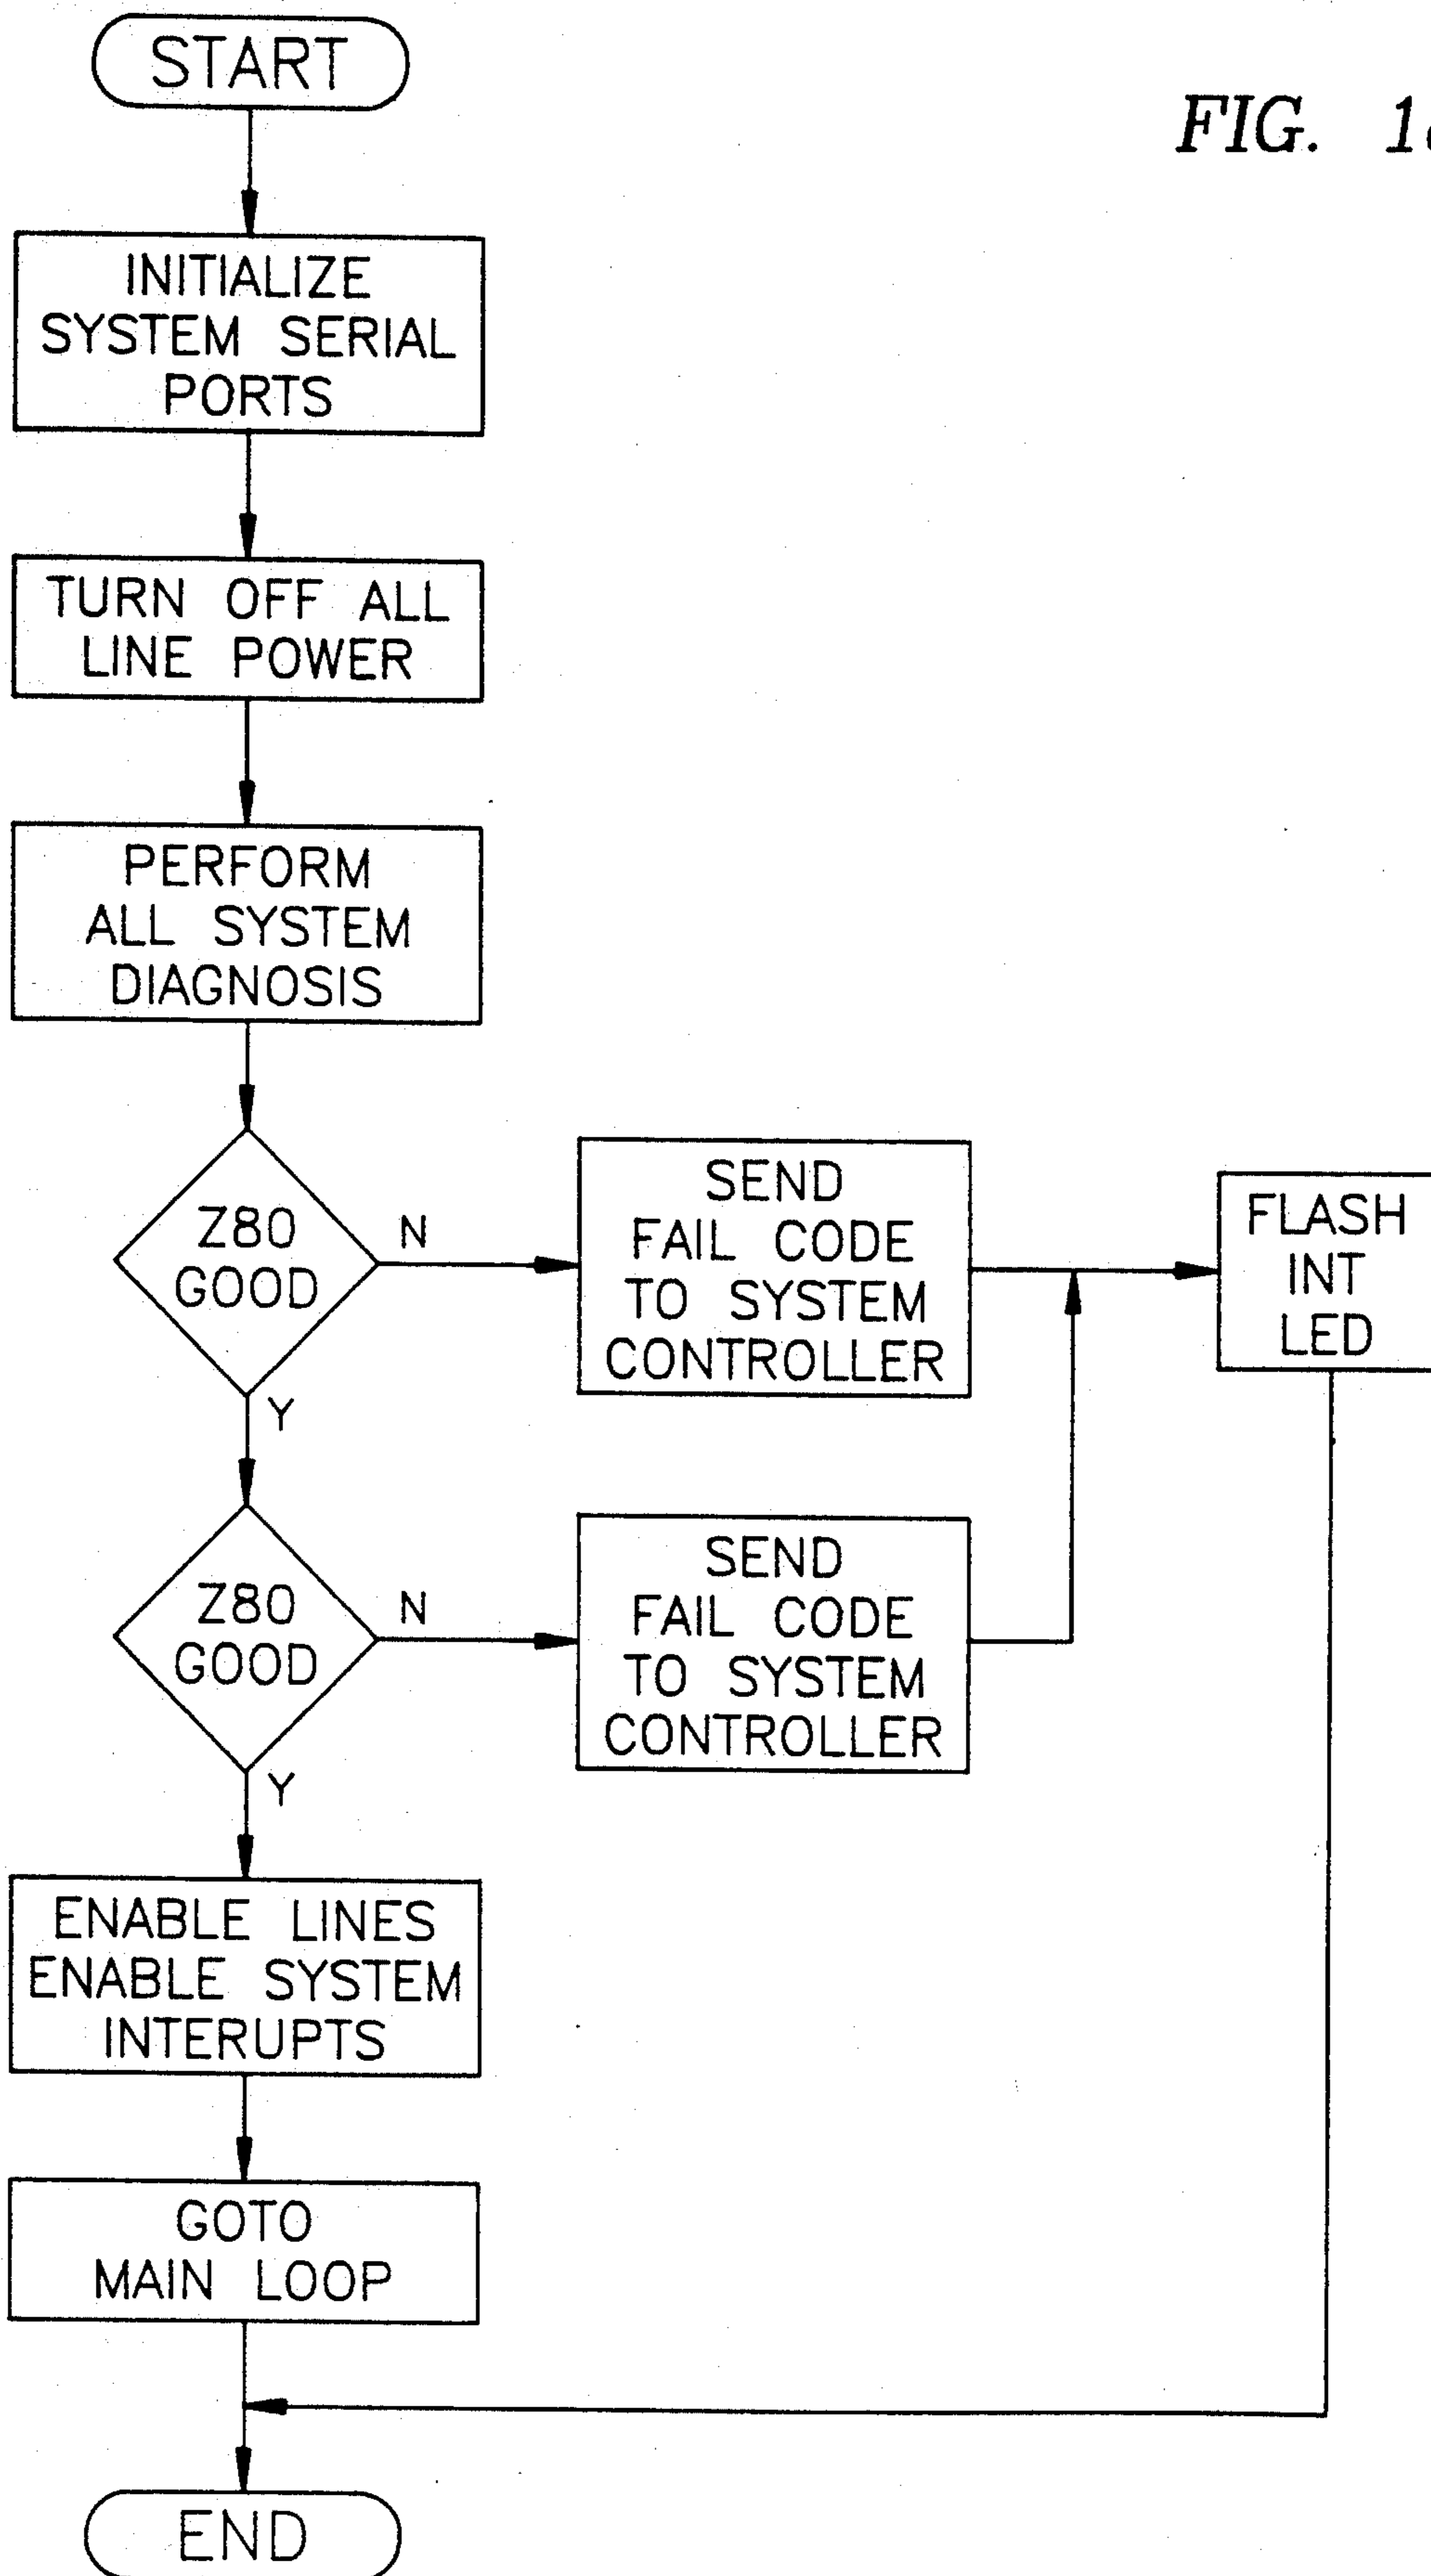 START
FIG.
INITIALIZE
SYSTEM SERIAL
PORTS
TURN OFF ALL
LINE POWER
PERFORM
ALL SYSTEM
DIAGNOSIS
Z80
GOOD
N
Y
SEND
FAIL CODE
TO SYSTEM
CONTROLLER
FLASH
INT
LED
Z80
GOOD
N
Y
SEND
FAIL CODE
TO SYSTEM
CONTROLLER
ENABLE LINES
ENABLE SYSTEM
INTERUPTS
GOTO
MAIN LOOP
END